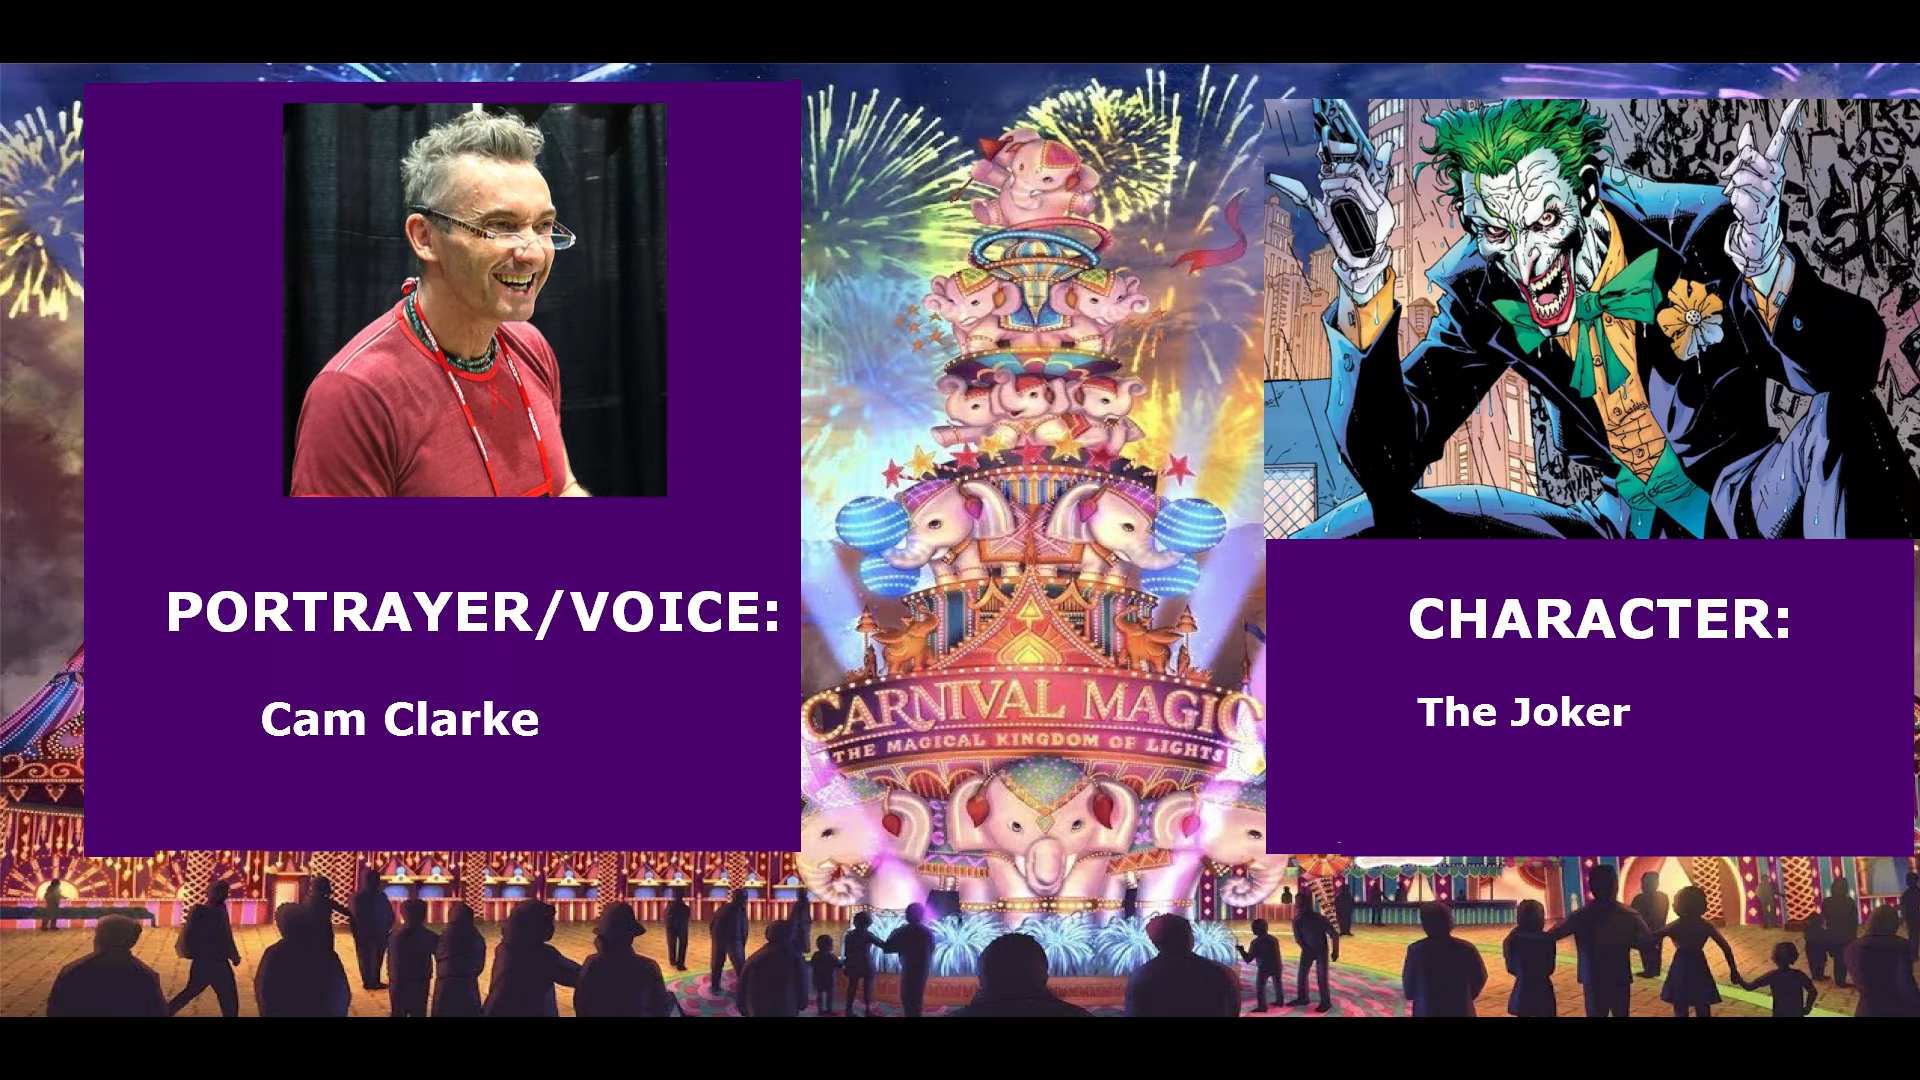 PORTRAYER/VOICE:
Cam Clarke
CARNIVAL MAGIC
THE MAGICAL KINGDOM OF LIGHTS
CHARACTER:
The Joker